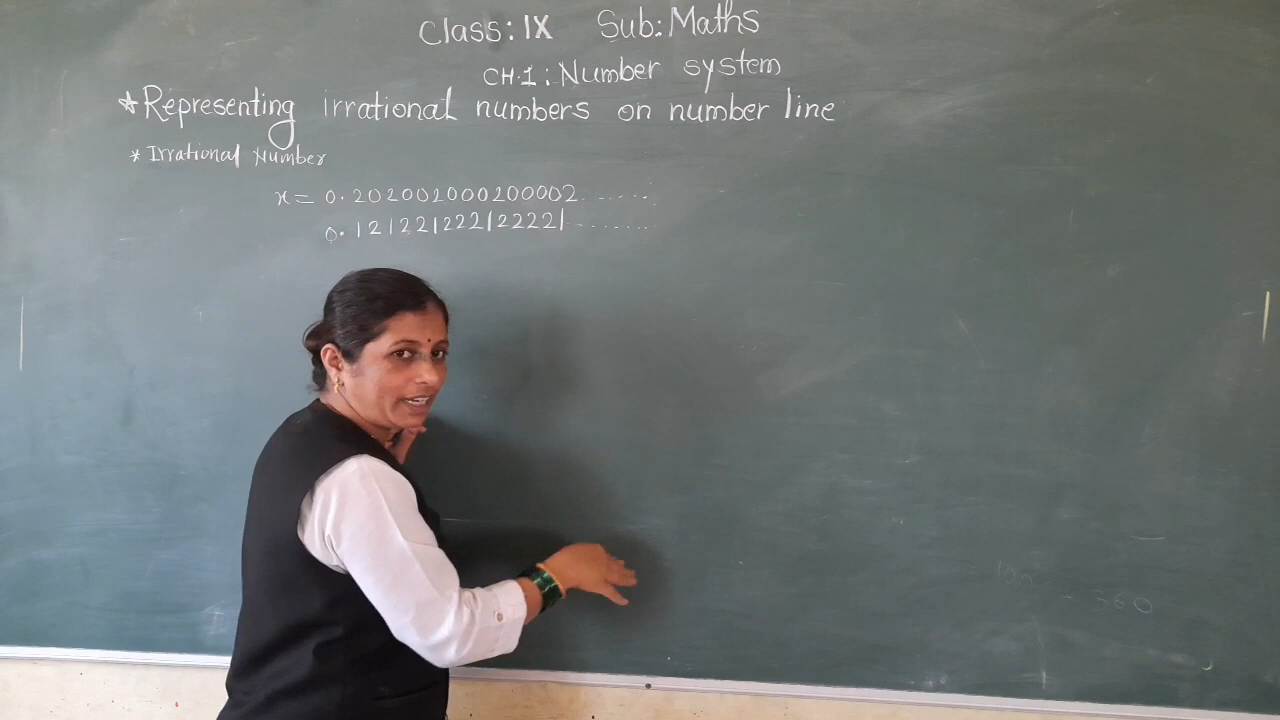 Class: IX Sub: Maths
CH.1: Number system
* Representing irrational numbers on number line
* Irrational Number
x = 0.202002000200002.......
0.121221222122221........
360